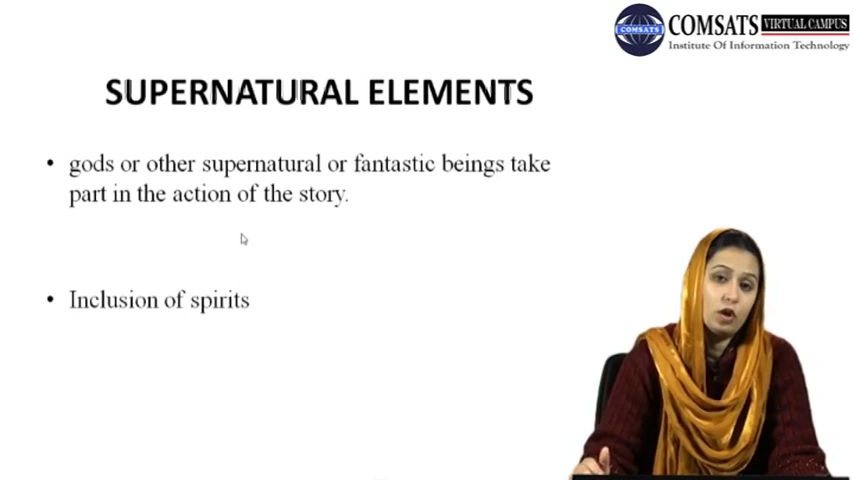 COMSATS VIRTUAL CAMPUS
COMSATS
Institute Of Information Technology
SUPERNATURAL ELEMENTS
• gods or other supernatural or fantastic beings take
part in the action of the story.
• Inclusion of spirits